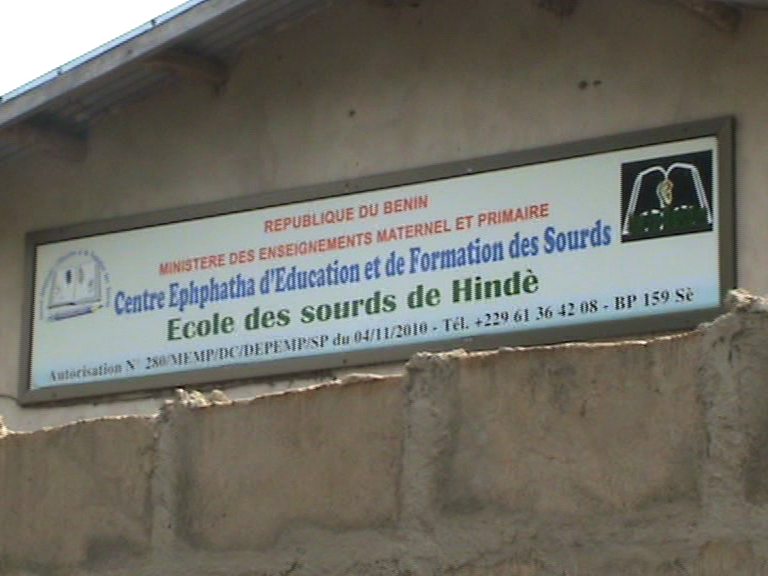 REPUBLIQUE DU BENIN
MINISTERE DES ENSEIGNEMENTS MATERNEL ET PRIMAIRE
Centre Ephphatha d'Education et de Formation des Sourds
Ecole des sourds de Hindè
Autorisation N° 280/MEMP/DC/DEPEMP/SP du 04/11/2010 - Tél. +229 61 36 42 08 - BP 159 Sè